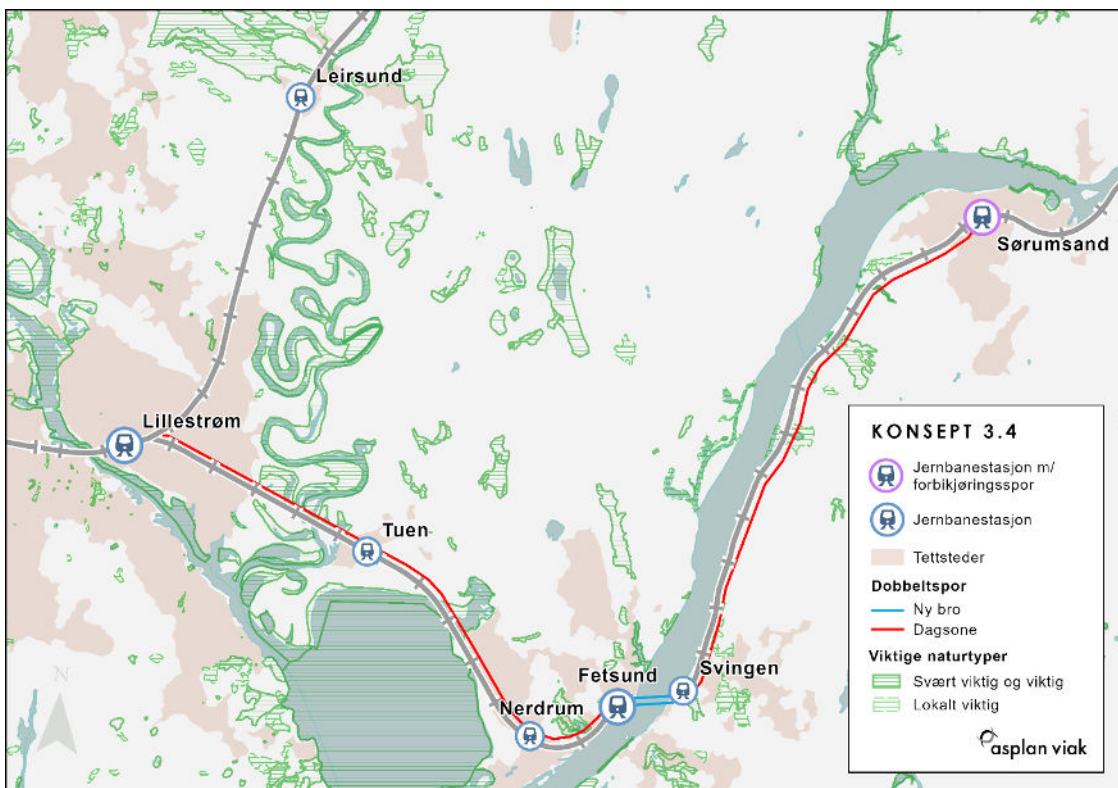 Leirsund
Sørumsand
Lillestrøm
Tuen
Fetsund
Svingen
Nerdrum
N
KONSEPT 3.4
Jernbanestasjon m/
forbikjøringsspor
Jernbanestasjon
Tettsteder
Dobbeltspor
Ny bro
Dagsone
Viktige naturtyper
Svært viktig og viktig
Lokalt viktig
asplan viak